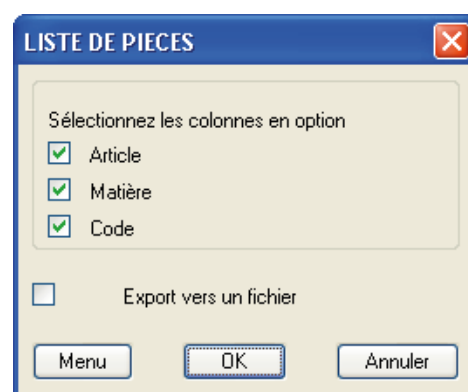 LISTE DE PIECES
Sélectionnez les colonnes en option
Article
Matière
Code
Export vers un fichier
Menu OK Annuler